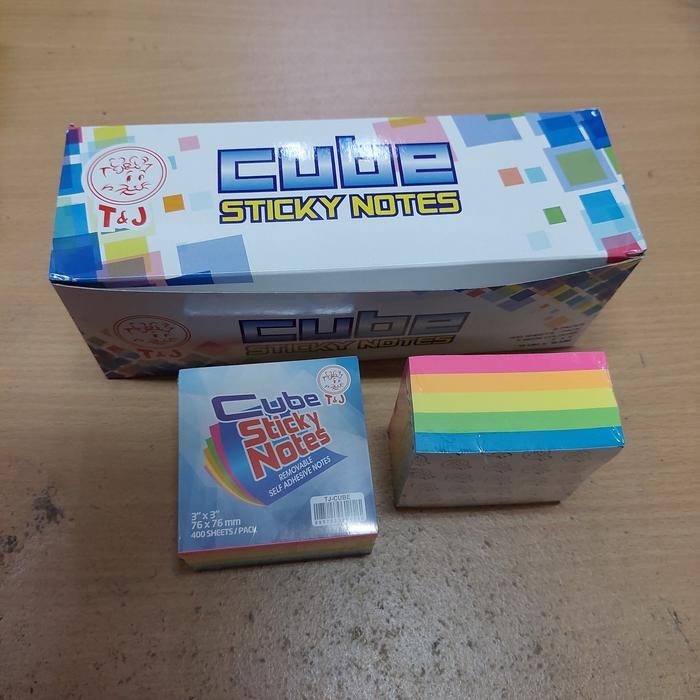 T&J
cube
STICKY NOTES
T&J
cube
STICKY NOTES
Cube
T&J
Sticky
Notes
REMOVABLE
SELF ADHESIVE NOTES
3" x 3"
76 x 76 mm
400 SHEETS / PACK
TJ-CUBE